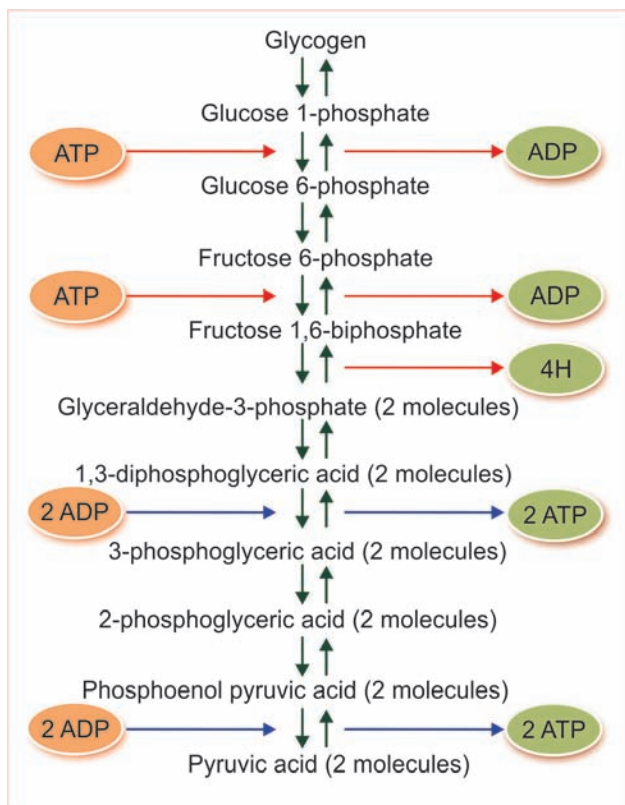 Glycogen
Glucose 1-phosphate
ATP
ADP
Glucose 6-phosphate
Fructose 6-phosphate
ATP
ADP
Fructose 1,6-biphosphate
4H
Glyceraldehyde-3-phosphate (2 molecules)
1,3-diphosphoglyceric acid (2 molecules)
2 ADP
2 ATP
3-phosphoglyceric acid (2 molecules)
2-phosphoglyceric acid (2 molecules)
Phosphoenol pyruvic acid (2 molecules)
2 ADP
2 ATP
Pyruvic acid (2 molecules)